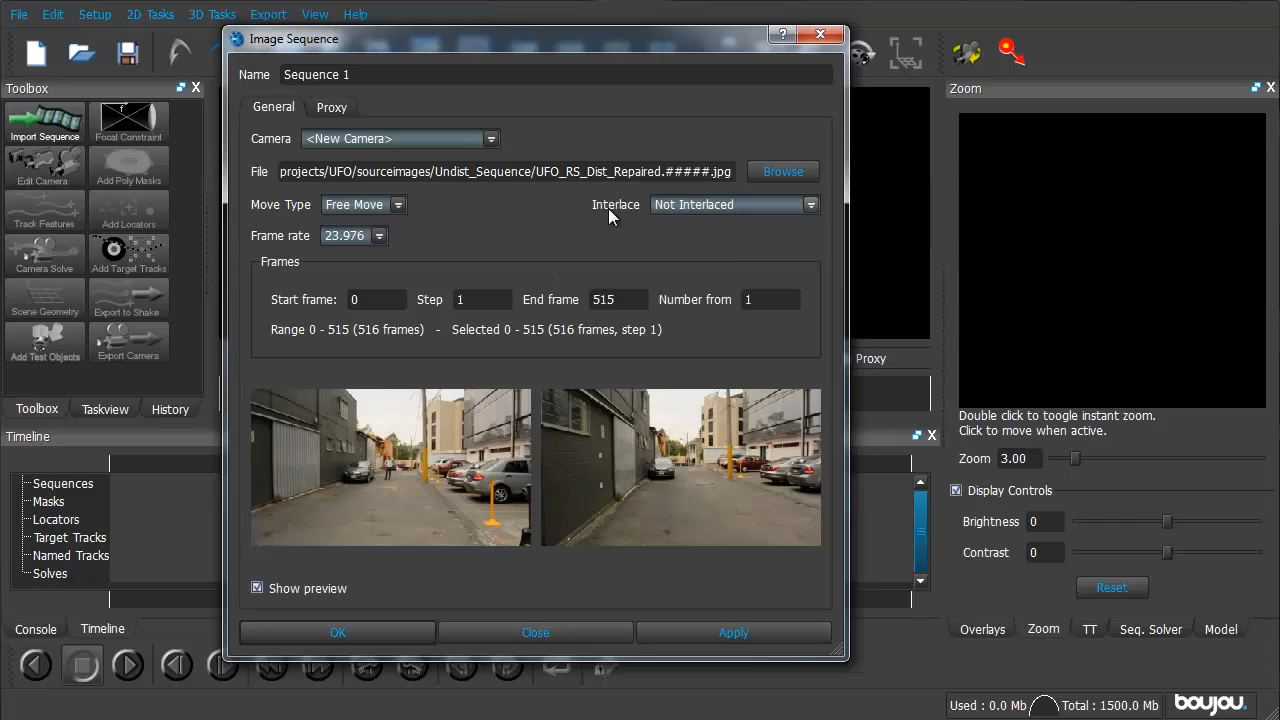 File Edit Setup 2D Tasks 3D Tasks Export View Help
Image Sequence
Toolbox
Import Sequence
Focal Constraint
Edit Camera
Add Poly Masks
Track Features
Add Locators
Camera Solve
Add Target Tracks
Scene Geometry
Export to Shake
Add Test Objects
Export Camera
Toolbox Taskview History
Name Sequence 1
General Proxy
Camera <New Camera>
File projects/UFO/sourceimages/Undist_Sequence/UFO_RS_Dist_Repaired.#####.jpg Browse
Move Type Free Move Interlace Not Interlaced
Frame rate 23.976
Frames
Start frame: 0 Step 1 End frame 515 Number from 1
Range 0 - 515 (516 frames) - Selected 0 - 515 (516 frames, step 1)
Show preview
OK Close Apply
Proxy
Zoom
Double click to toogle instant zoom.
Click to move when active.
Zoom 3.00
Display Controls
Brightness 0
Contrast 0
Reset
Overlays Zoom TT Seq. Solver Model
Timeline
Sequences
Masks
Locators
Target Tracks
Named Tracks
Solves
Console Timeline
Used : 0.0 Mb Total : 1500.0 Mb boujou.